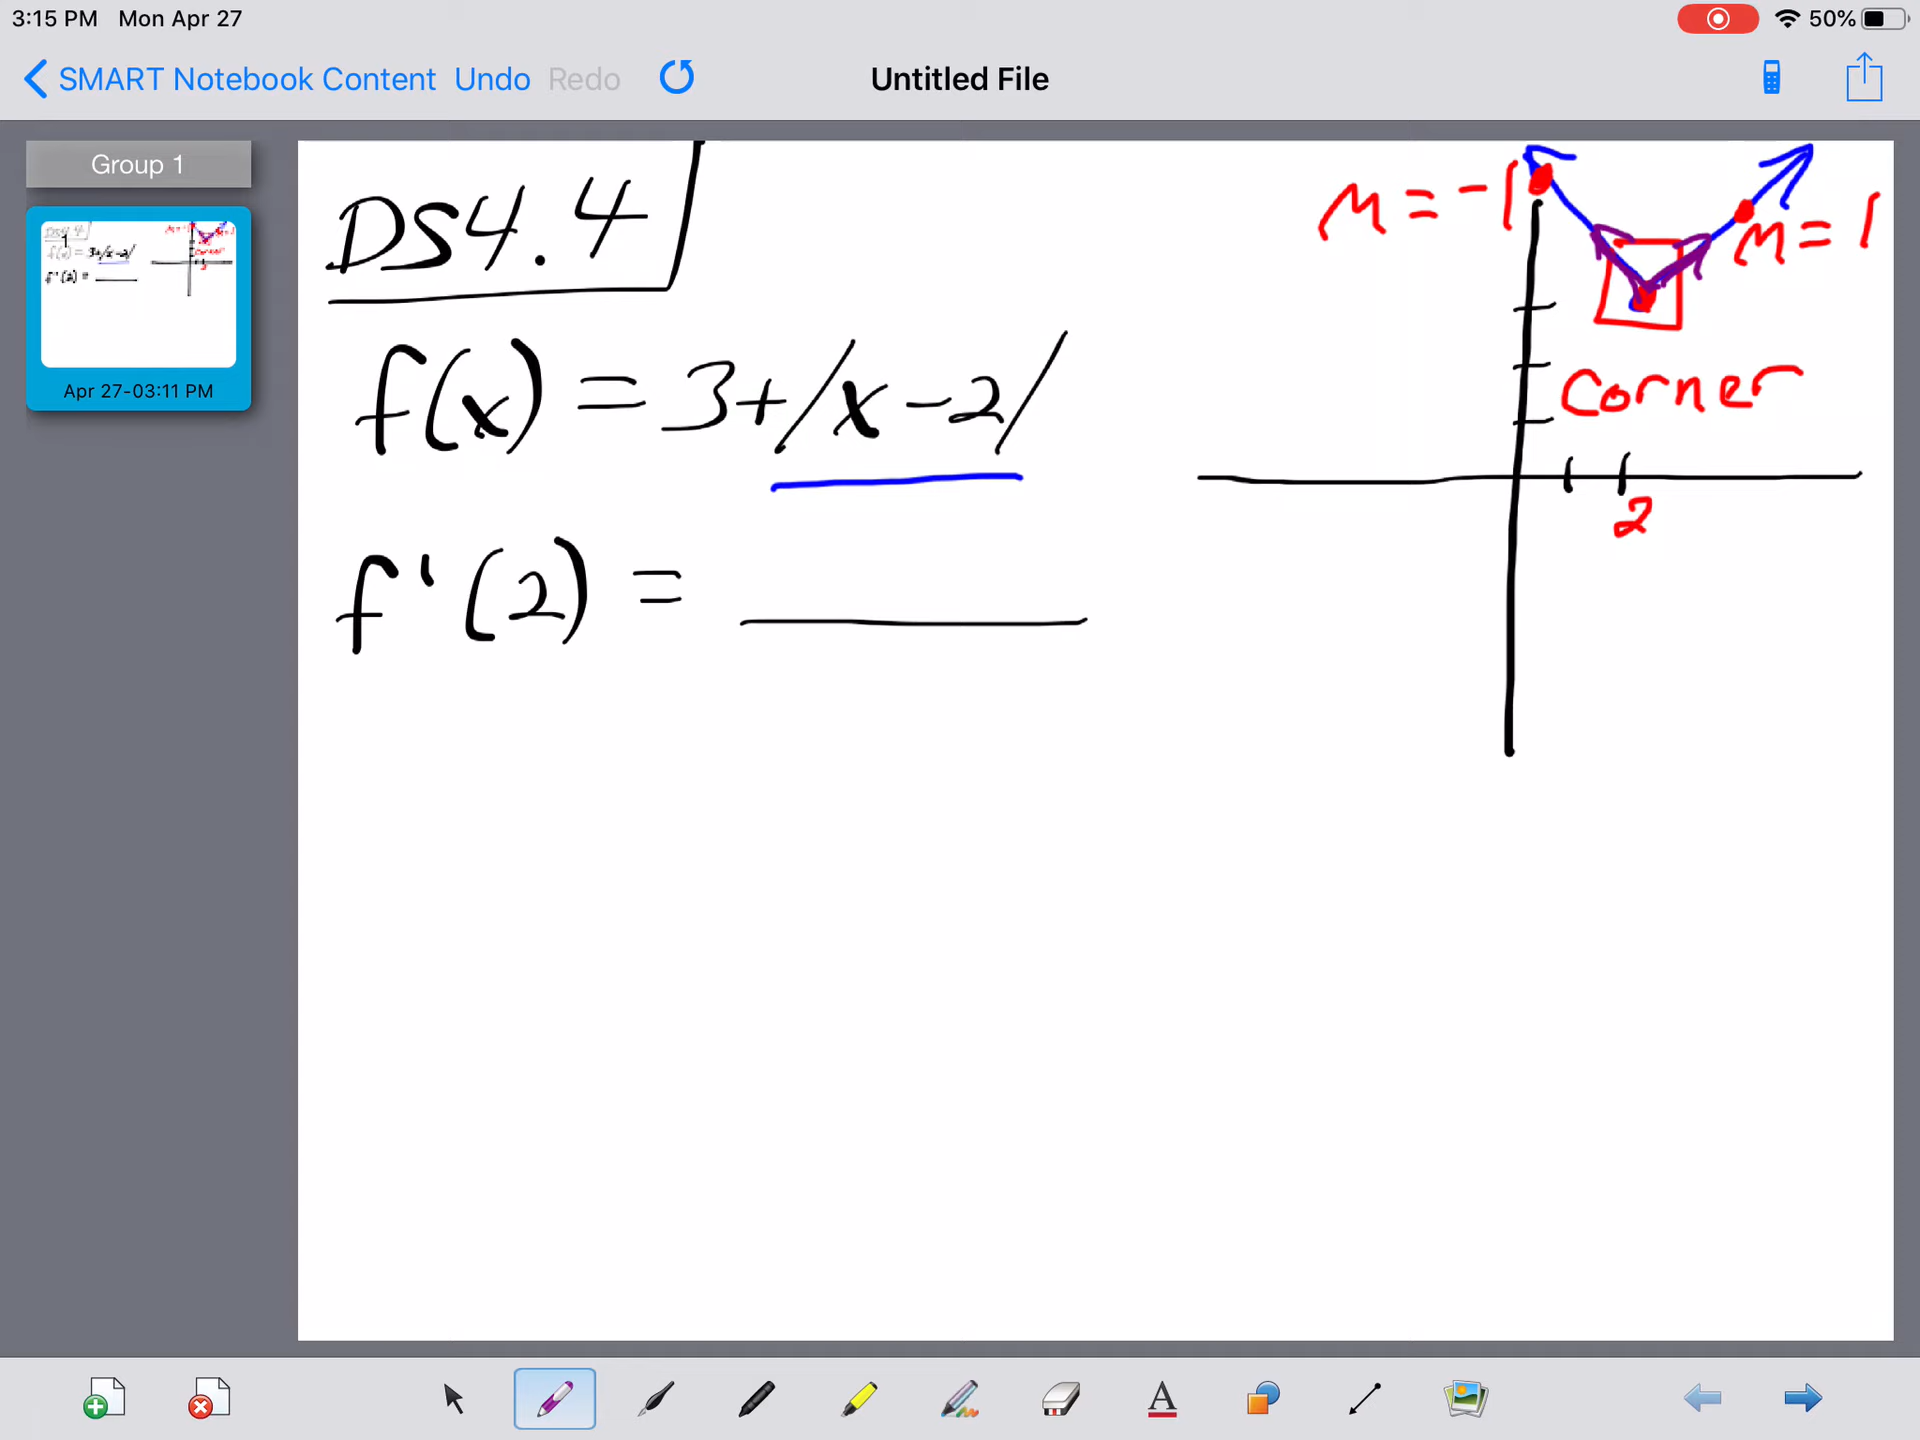 3:15 PM Mon Apr 27
50%
SMART Notebook Content Undo Redo
Untitled File
Group 1
Apr 27-03:11 PM
DS4.4
f(x) = 3+|x-2|
f'(2) =
m = -1
m = 1
Corner
2